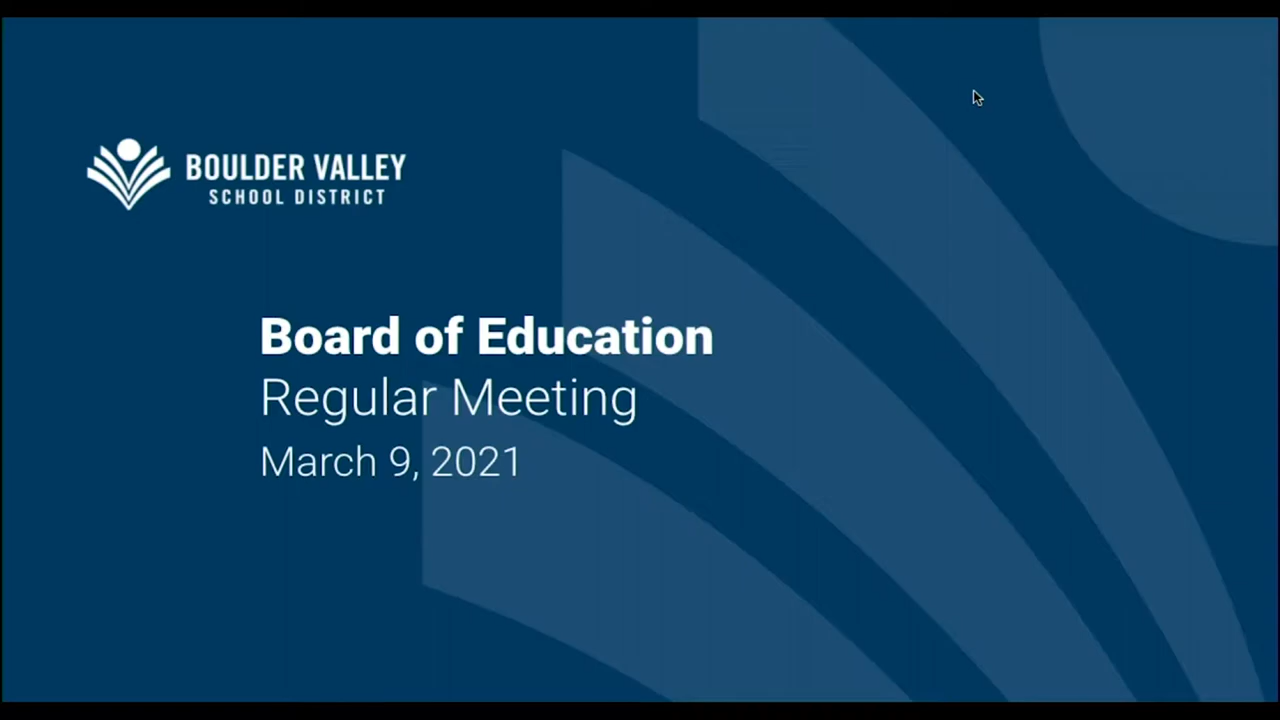 BOULDER VALLEY
SCHOOL DISTRICT
Board of Education
Regular Meeting
March 9, 2021